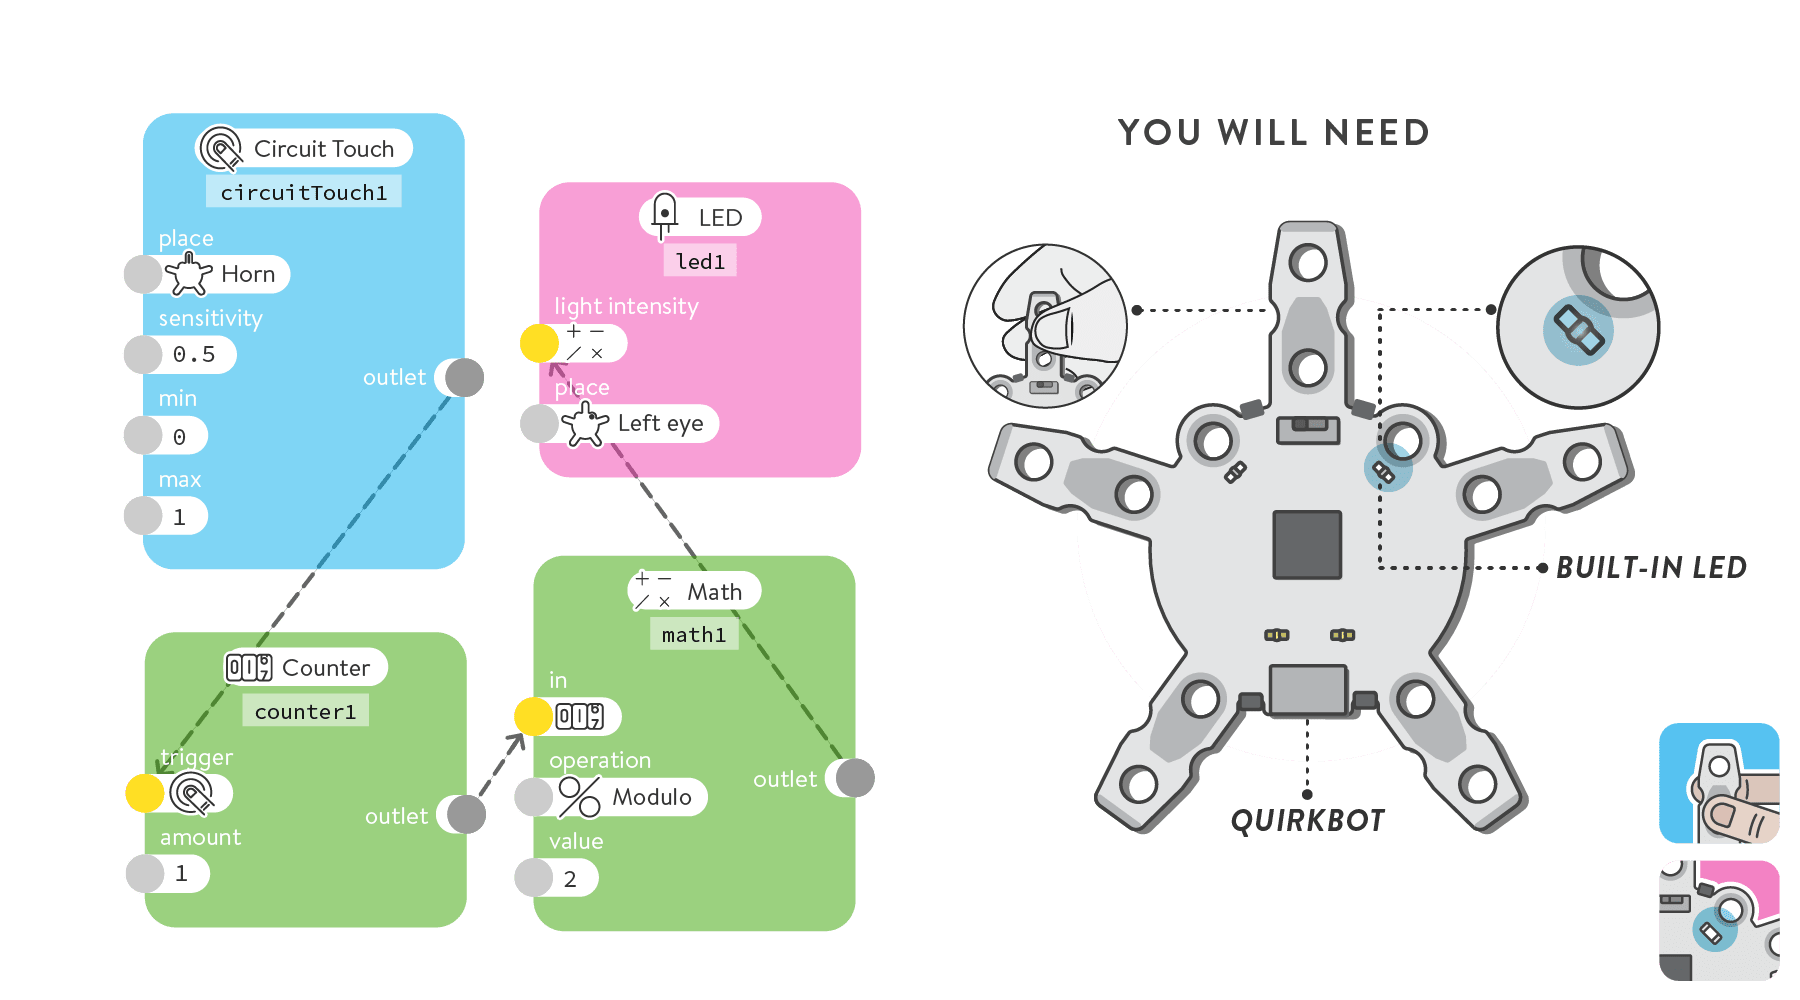 Circuit Touch
circuitTouch1
place
Horn
sensitivity
0.5
min
0
max
1
outlet
LED
led1
light intensity
+ −
/ ×
place
Left eye
Counter
counter1
trigger
amount
1
outlet
+ −
/ ×
Math
math1
in
operation
Modulo
value
2
outlet
YOU WILL NEED
BUILT-IN LED
QUIRKBOT